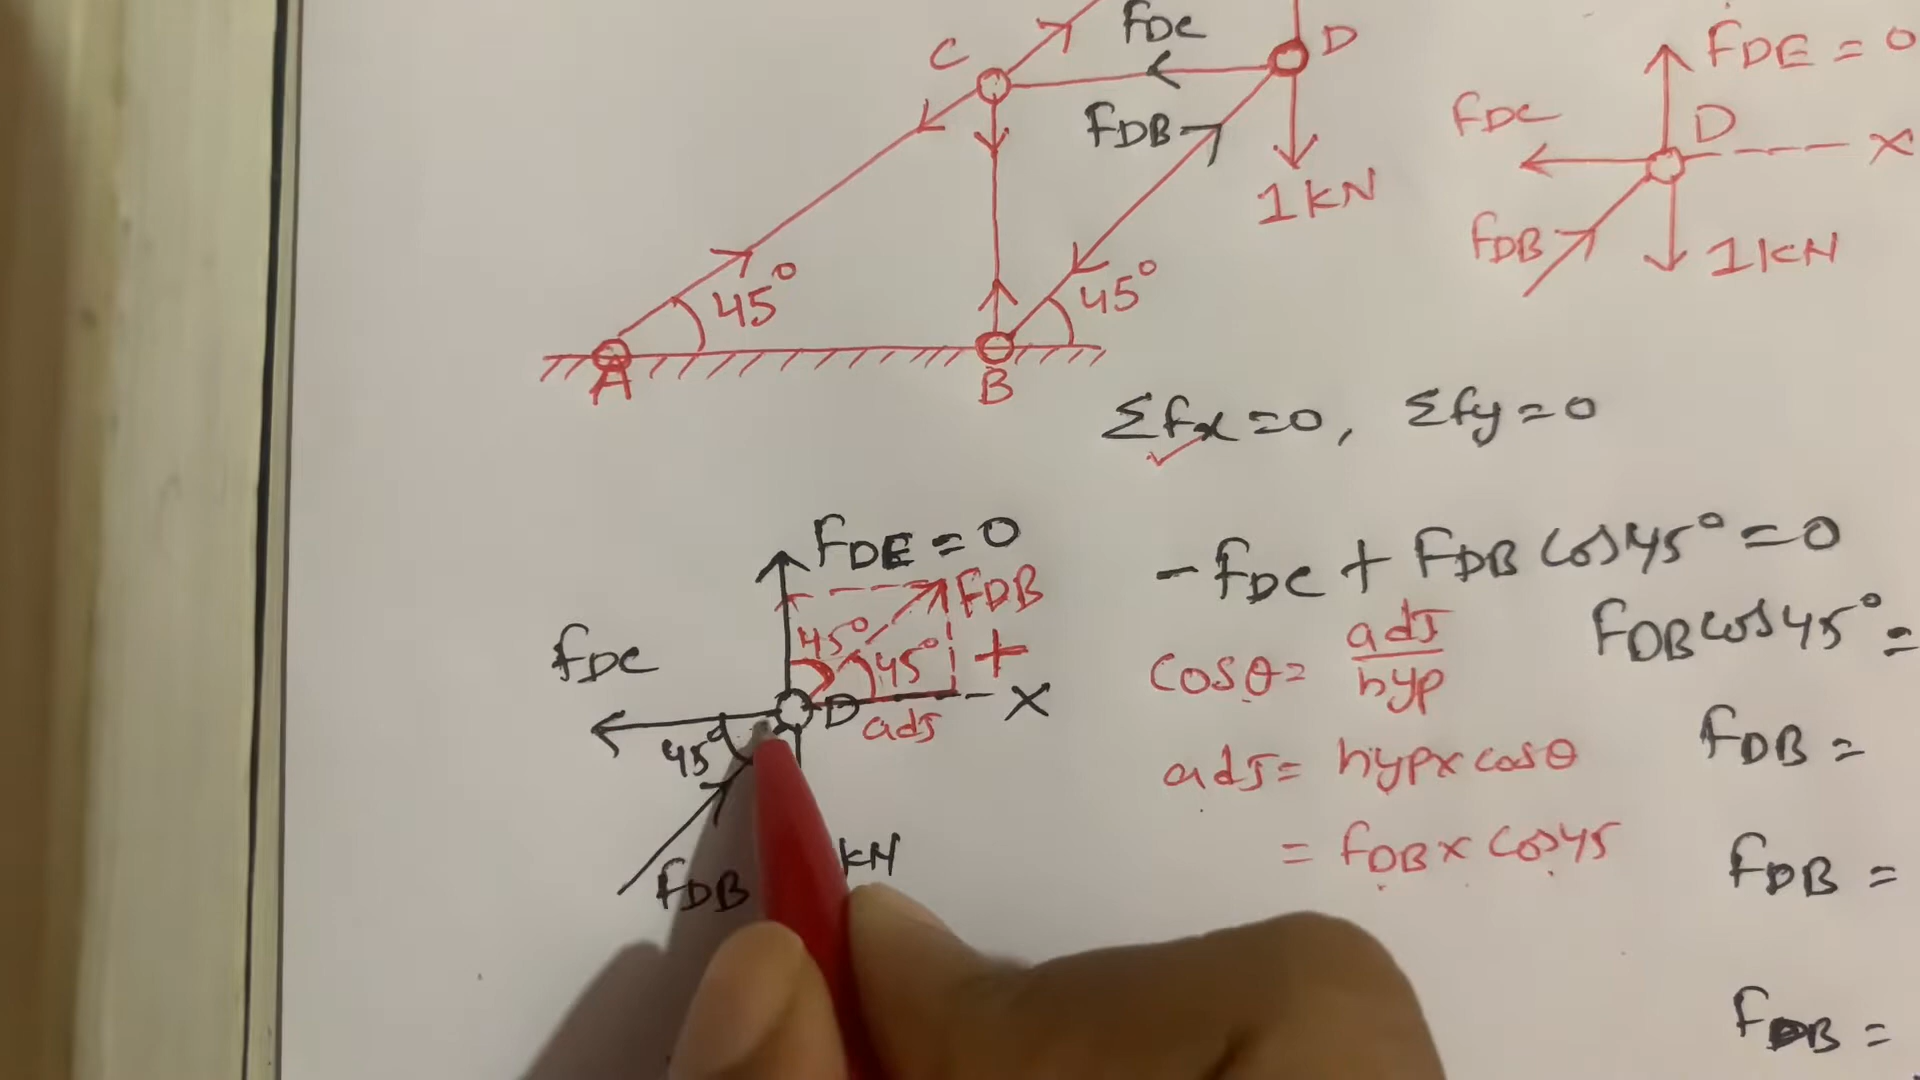 FDC
C
D
FDB
1KN
45°
45°
A
B
FDE = 0
FDC
D
X
FDB
1KN
Σfx=0, Σfy=0
FDE = 0
FDB
45°
45°
+
FDC
D
X
adj
45°
FDB
KN
-FDC + FDB Cos45° = 0
Cosθ= adj/hyp
adj= hyp×cosθ
= FDB× Cos45
FDB Cos45° =
FDB =
FDB =
FDB =